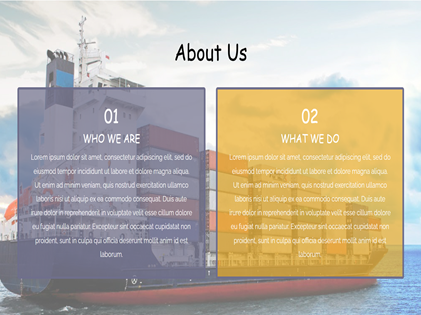 About Us
01
WHO WE ARE
Lorem ipsum dolor sit amet, consectetur adipiscing elit, sed do
eiusmod tempor incididunt ut labore et dolore magna aliqua.
Ut enim ad minim veniam, quis nostrud exercitation ullamco
laboris nisi ut aliquip ex ea commodo consequat. Duis aute
irure dolor in reprehenderit in voluptate velit esse cillum dolore
eu fugiat nulla pariatur. Excepteur sint occaecat cupidatat non
proident, sunt in culpa qui officia deserunt mollit anim id est
laborum.
02
WHAT WE DO
Lorem ipsum dolor sit amet, consectetur adipiscing elit, sed do
eiusmod tempor incididunt ut labore et dolore magna aliqua.
Ut enim ad minim veniam, quis nostrud exercitation ullamco
laboris nisi ut aliquip ex ea commodo consequat. Duis aute
irure dolor in reprehenderit in voluptate velit esse cillum dolore
eu fugiat nulla pariatur. Excepteur sint occaecat cupidatat non
proident, sunt in culpa qui officia deserunt mollit anim id est
laborum.